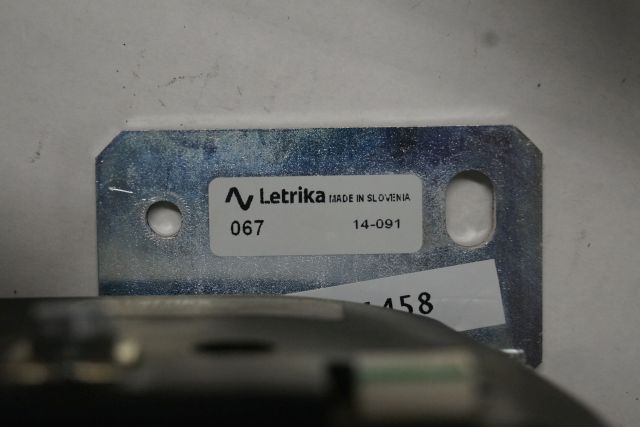 Letrika MADE IN SLOVENIA
067 14-091
458